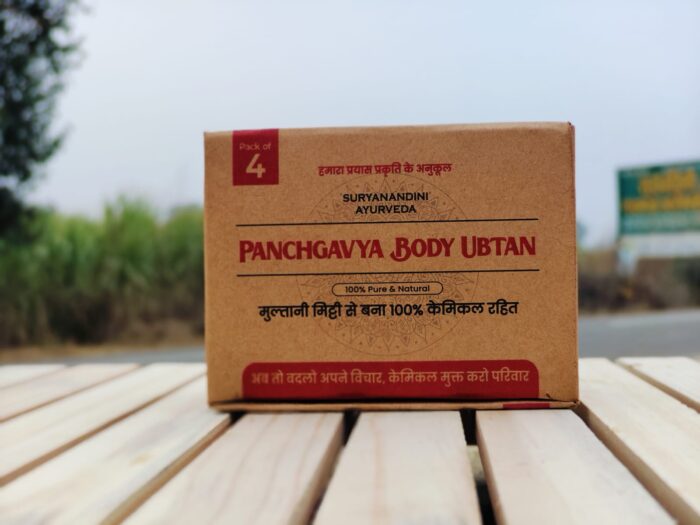 Pack of
4
हमारा प्रयास प्रकृति के अनुकूल
SURYANANDINI
AYURVEDA
PANCHGAVYA BODY UBTAN
100% Pure & Natural
मुल्तानी मिट्टी से बना 100% केमिकल रहित
अब तो बदलो अपने विचार, केमिकल मुक्त करो परिवार